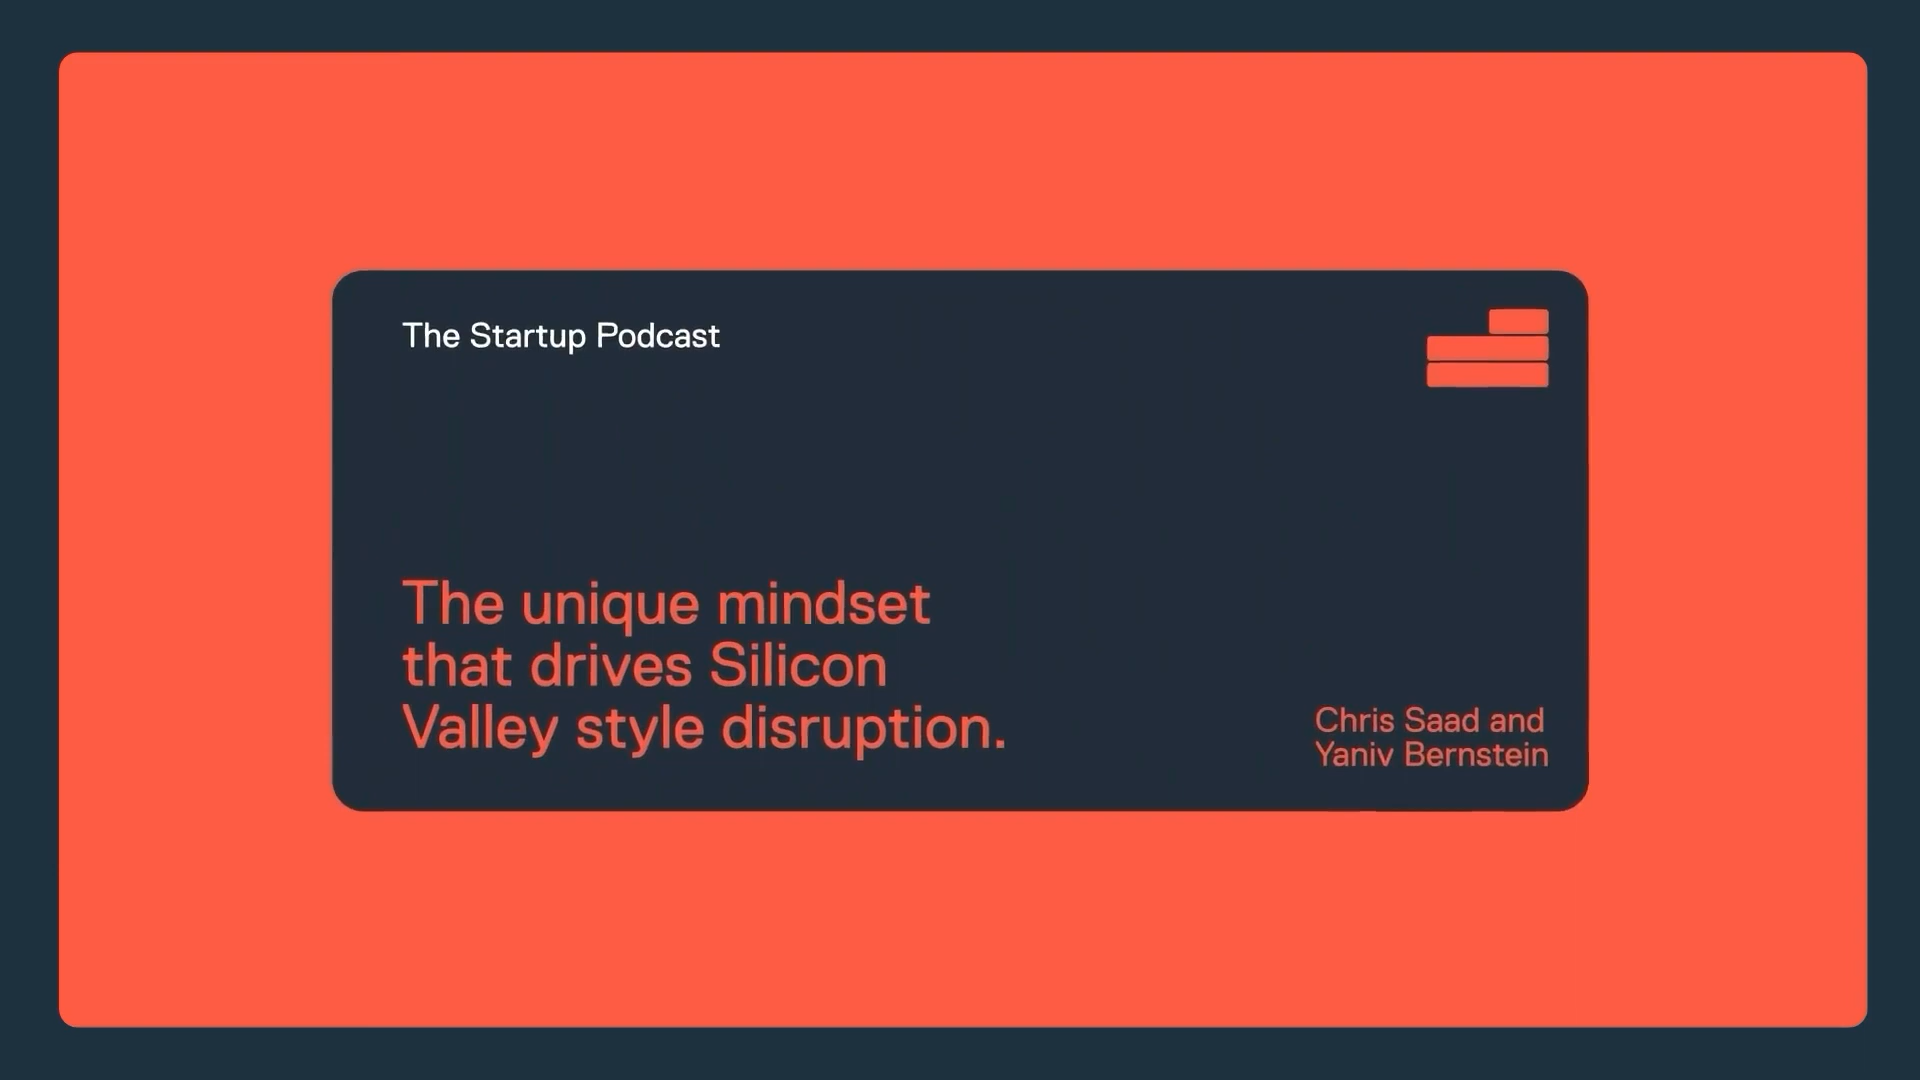 The Startup Podcast
The unique mindset
that drives Silicon
Valley style disruption.
Chris Saad and
Yaniv Bernstein